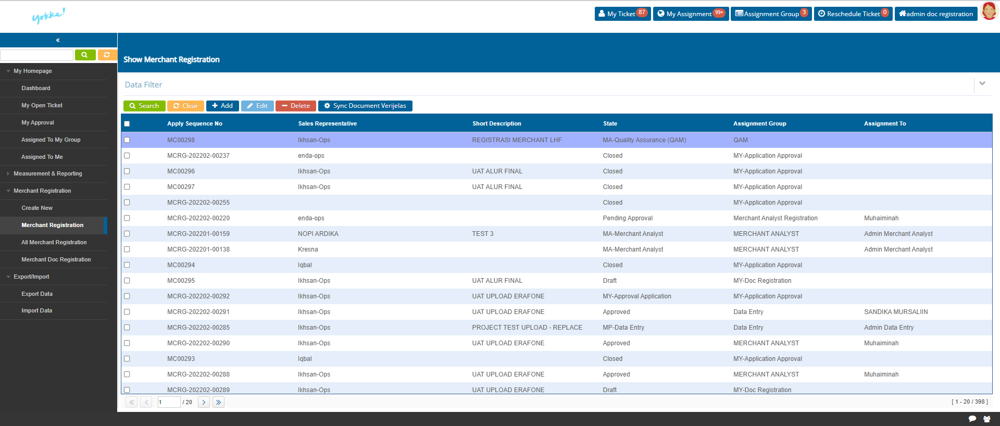 yokke!
My Ticket 87 My Assignment 99+ Assignment Group 3 Reschedule Ticket 0 admin doc registration
«
Show Merchant Registration
My Homepage
Dashboard
My Open Ticket
My Approval
Assigned To My Group
Assigned To Me
Measurement & Reporting
Merchant Registration
Create New
Merchant Registration
All Merchant Registration
Merchant Doc Registration
Export/Import
Export Data
Import Data
Data Filter
Search Clear + Add Edit − Delete Sync Document Verijelas
Apply Sequence No Sales Representative Short Description State Assignment Group Assignment To
MC00298 Ikhsan-Ops REGISTRASI MERCHANT LHF MA-Quality Assurance (QAM) QAM
MCRG-202202-00237 enda-ops Closed MY-Application Approval
MC00296 Ikhsan-Ops UAT ALUR FINAL Closed MY-Application Approval
MC00297 Ikhsan-Ops UAT ALUR FINAL Closed MY-Application Approval
MCRG-202202-00255 Closed MY-Application Approval
MCRG-202202-00220 enda-ops Pending Approval Merchant Analyst Registration Muhaiminah
MCRG-202201-00159 NOPI ARDIKA TEST 3 MA-Merchant Analyst MERCHANT ANALYST Admin Merchant Analyst
MCRG-202201-00138 Kresna MA-Merchant Analyst MERCHANT ANALYST Admin Merchant Analyst
MC00294 Iqbal Closed MY-Application Approval
MC00295 Ikhsan-Ops UAT ALUR FINAL Draft MY-Doc Registration
MCRG-202202-00292 Ikhsan-Ops UAT UPLOAD ERAFONE MY-Approval Application MY-Application Approval
MCRG-202202-00291 Ikhsan-Ops UAT UPLOAD ERAFONE Approved Data Entry SANDIKA MURSALIIN
MCRG-202202-00285 Ikhsan-Ops PROJECT TEST UPLOAD - REPLACE MP-Data Entry Data Entry Admin Data Entry
MCRG-202202-00290 Ikhsan-Ops UAT UPLOAD ERAFONE Approved MERCHANT ANALYST Muhaiminah
MC00293 Iqbal Closed MY-Application Approval
MCRG-202202-00288 Ikhsan-Ops UAT UPLOAD ERAFONE Approved MERCHANT ANALYST Muhaiminah
MCRG-202202-00289 Ikhsan-Ops UAT UPLOAD ERAFONE Draft MY-Doc Registration
« ‹ 1 / 20 › » [ 1 - 20 / 398 ]